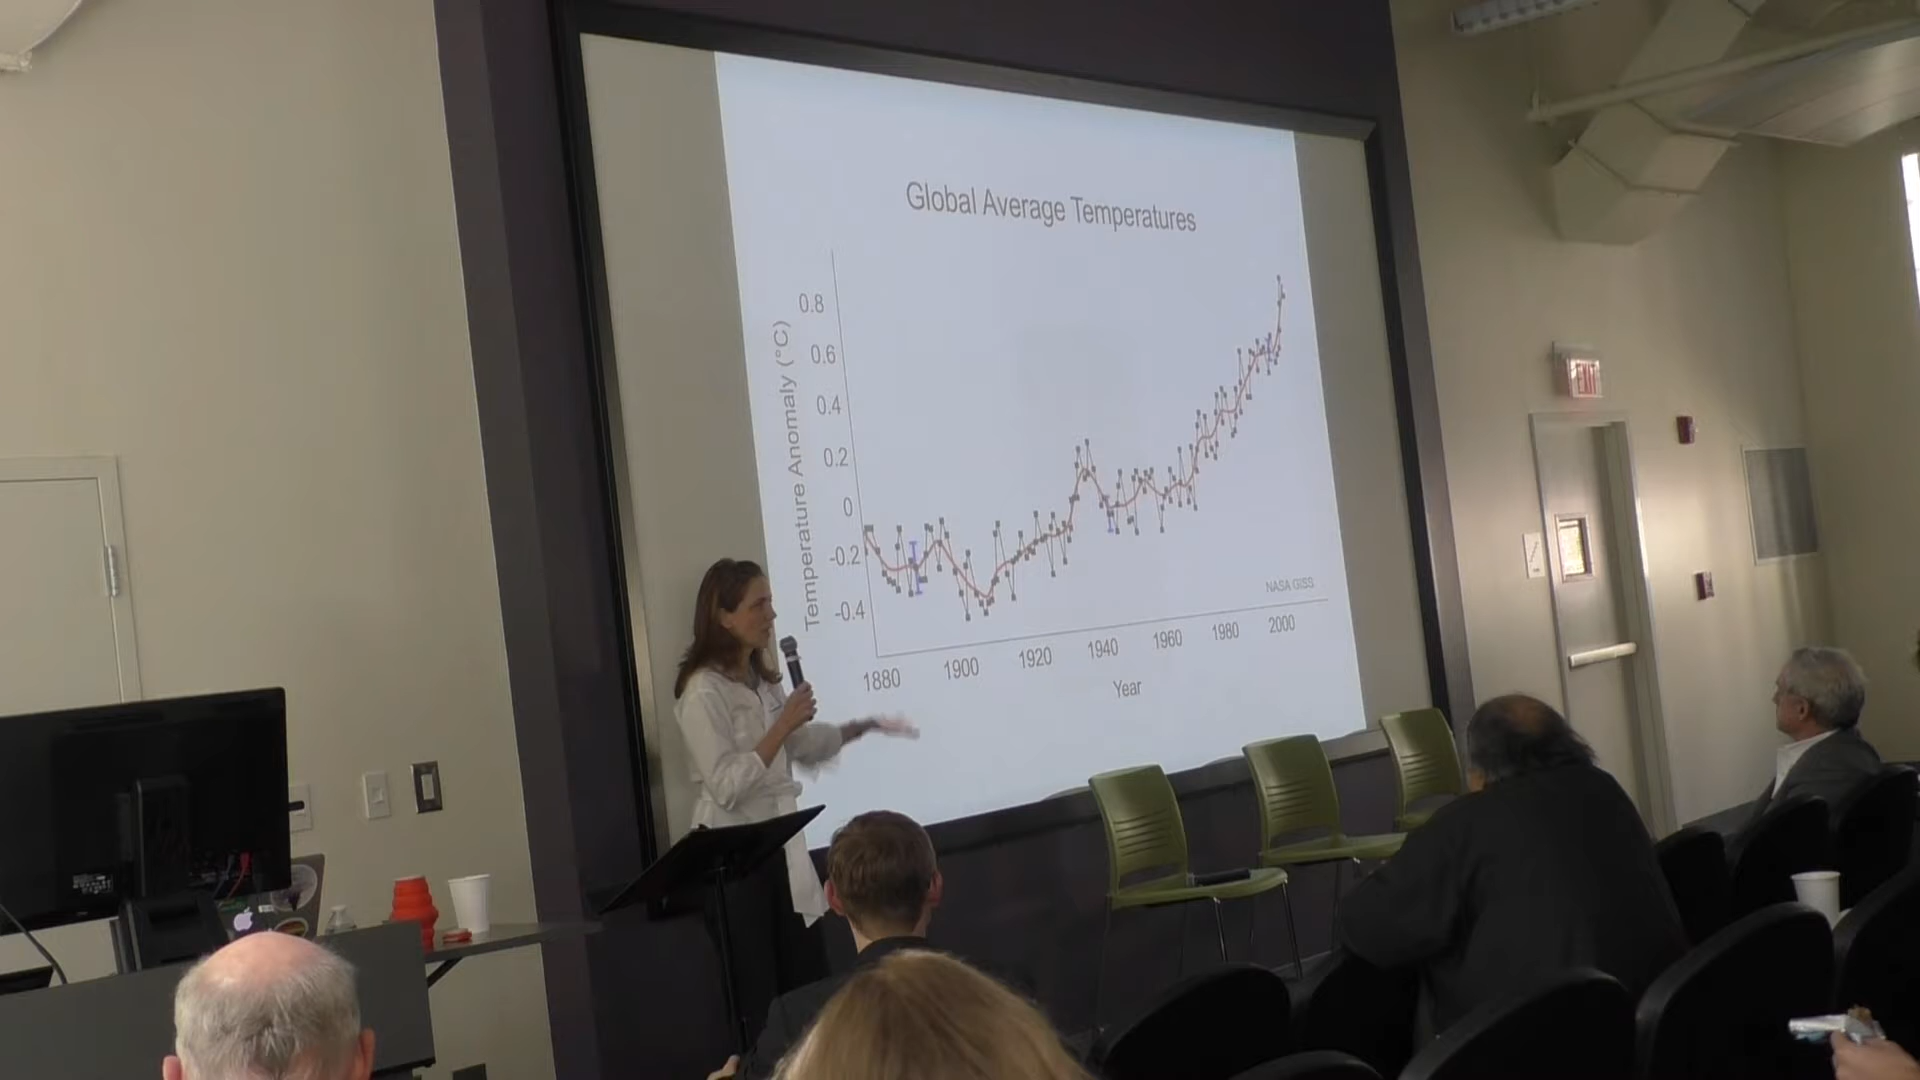 Global Average Temperatures
Temperature Anomaly (°C)
0.8
0.6
0.4
0.2
0
-0.2
-0.4
NASA GISS
1880 1900 1920 1940 1960 1980 2000
Year
EXIT